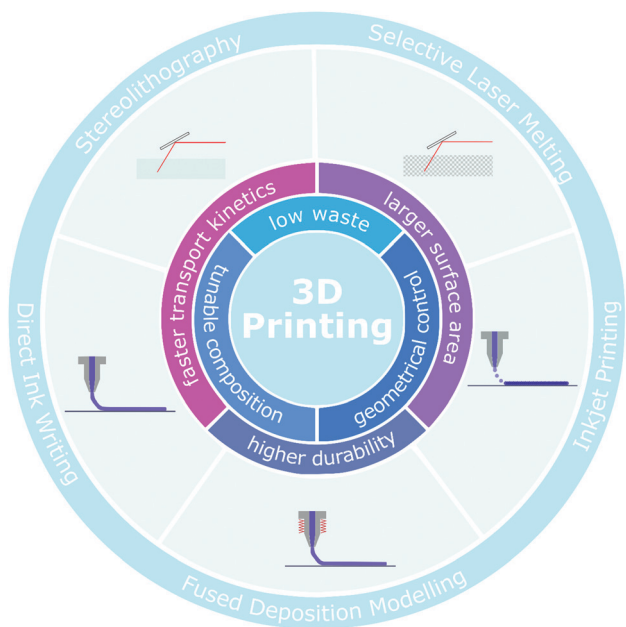 Stereolithography
Selective Laser Melting
faster transport kinetics
larger surface area
low waste
tunable composition
geometrical control
3D
Printing
Direct Ink Writing
Inkjet Printing
higher durability
Fused Deposition Modelling